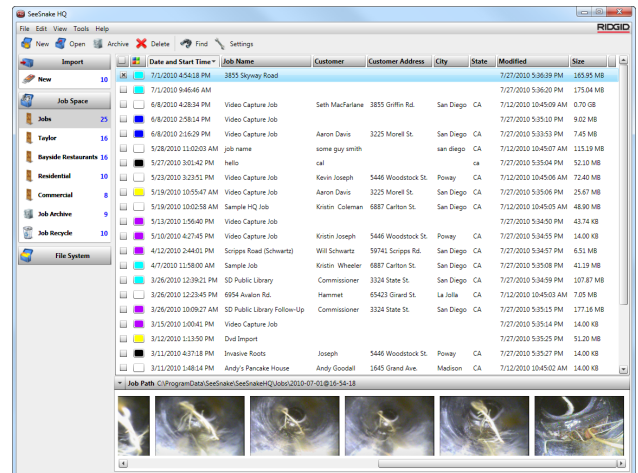 SeeSnake HQ
File Edit View Tools Help
RIDGID
New Open Archive Delete Find Settings
Import
New 10
Job Space
Jobs 25
Taylor 16
Bayside Restaurants 16
Residential 10
Commercial 8
Job Archive 9
Job Recycle 10
File System
Date and Start Time Job Name Customer Customer Address City State Modified Size
7/1/2010 4:54:18 PM 3855 Skyway Road 7/27/2010 5:36:39 PM 165.95 MB
7/1/2010 9:46:46 AM 7/27/2010 5:36:20 PM 175.04 MB
6/8/2010 4:28:34 PM Video Capture Job Seth MacFarlane 3855 Griffin Rd. San Diego CA 7/12/2010 10:45:09 AM 0.70 GB
6/8/2010 2:58:14 PM Video Capture Job 7/27/2010 5:35:10 PM 9.02 MB
6/8/2010 2:16:29 PM Video Capture Job Aaron Davis 3225 Morell St. San Diego CA 7/27/2010 5:33:53 PM 7.45 MB
5/28/2010 11:02:03 AM job name some guy smith san diego CA 7/12/2010 10:45:07 AM 115.19 MB
5/27/2010 3:01:42 PM hello cal ca 7/27/2010 5:35:04 PM 52.10 MB
5/23/2010 3:23:51 PM Video Capture Job Kevin Joseph 5446 Woodstock St. Poway CA 7/12/2010 10:45:06 AM 72.40 MB
5/19/2010 10:55:47 AM Video Capture Job Aaron Davis 3225 Morell St. San Diego CA 7/27/2010 5:35:06 PM 25.67 MB
5/19/2010 10:02:58 AM Sample HQ Job Kristin Coleman 6887 Carlton St. San Diego CA 7/12/2010 10:45:05 AM 48.90 MB
5/13/2010 1:56:40 PM Video Capture Job 7/27/2010 5:34:50 PM 43.74 KB
5/10/2010 4:27:45 PM Video Capture Job Kristin Joseph 5446 Woodstock St. Poway CA 7/27/2010 5:34:55 PM 14.00 KB
4/12/2010 2:44:01 PM Scripps Road (Schwartz) Will Schwartz 59741 Scripps Rd. San Diego CA 7/27/2010 5:34:57 PM 6.51 MB
4/7/2010 11:58:00 AM Sample Job Kristin Wheeler 6887 Carlton St. San Diego CA 7/27/2010 5:35:08 PM 41.19 MB
3/26/2010 12:39:21 PM SD Public Library Commissioner 3324 State St. San Diego CA 7/27/2010 5:34:59 PM 107.87 MB
3/26/2010 12:23:45 PM 6954 Avalon Rd. Hammet 65423 Girard St. La Jolla CA 7/12/2010 10:45:03 AM 7.05 MB
3/26/2010 10:09:27 AM SD Public Library Follow-Up Commissioner 3324 State St. San Diego CA 7/27/2010 5:35:15 PM 177.16 MB
3/15/2010 1:00:41 PM Video Capture Job 7/27/2010 5:35:14 PM 14.00 KB
3/12/2010 1:13:50 PM Dvd Import 7/27/2010 5:35:25 PM 51.20 MB
3/11/2010 4:37:18 PM Invasive Roots Joseph 5446 Woodstock St. Poway CA 7/27/2010 5:35:27 PM 14.00 KB
3/11/2010 1:48:14 PM Andy's Pancake House Andy Goodall 1645 Grand Ave. Madison CA 7/12/2010 10:45:02 AM 14.00 KB
Job Path C:\ProgramData\SeeSnake\SeeSnakeHQ\Jobs\2010-07-01@16-54-18